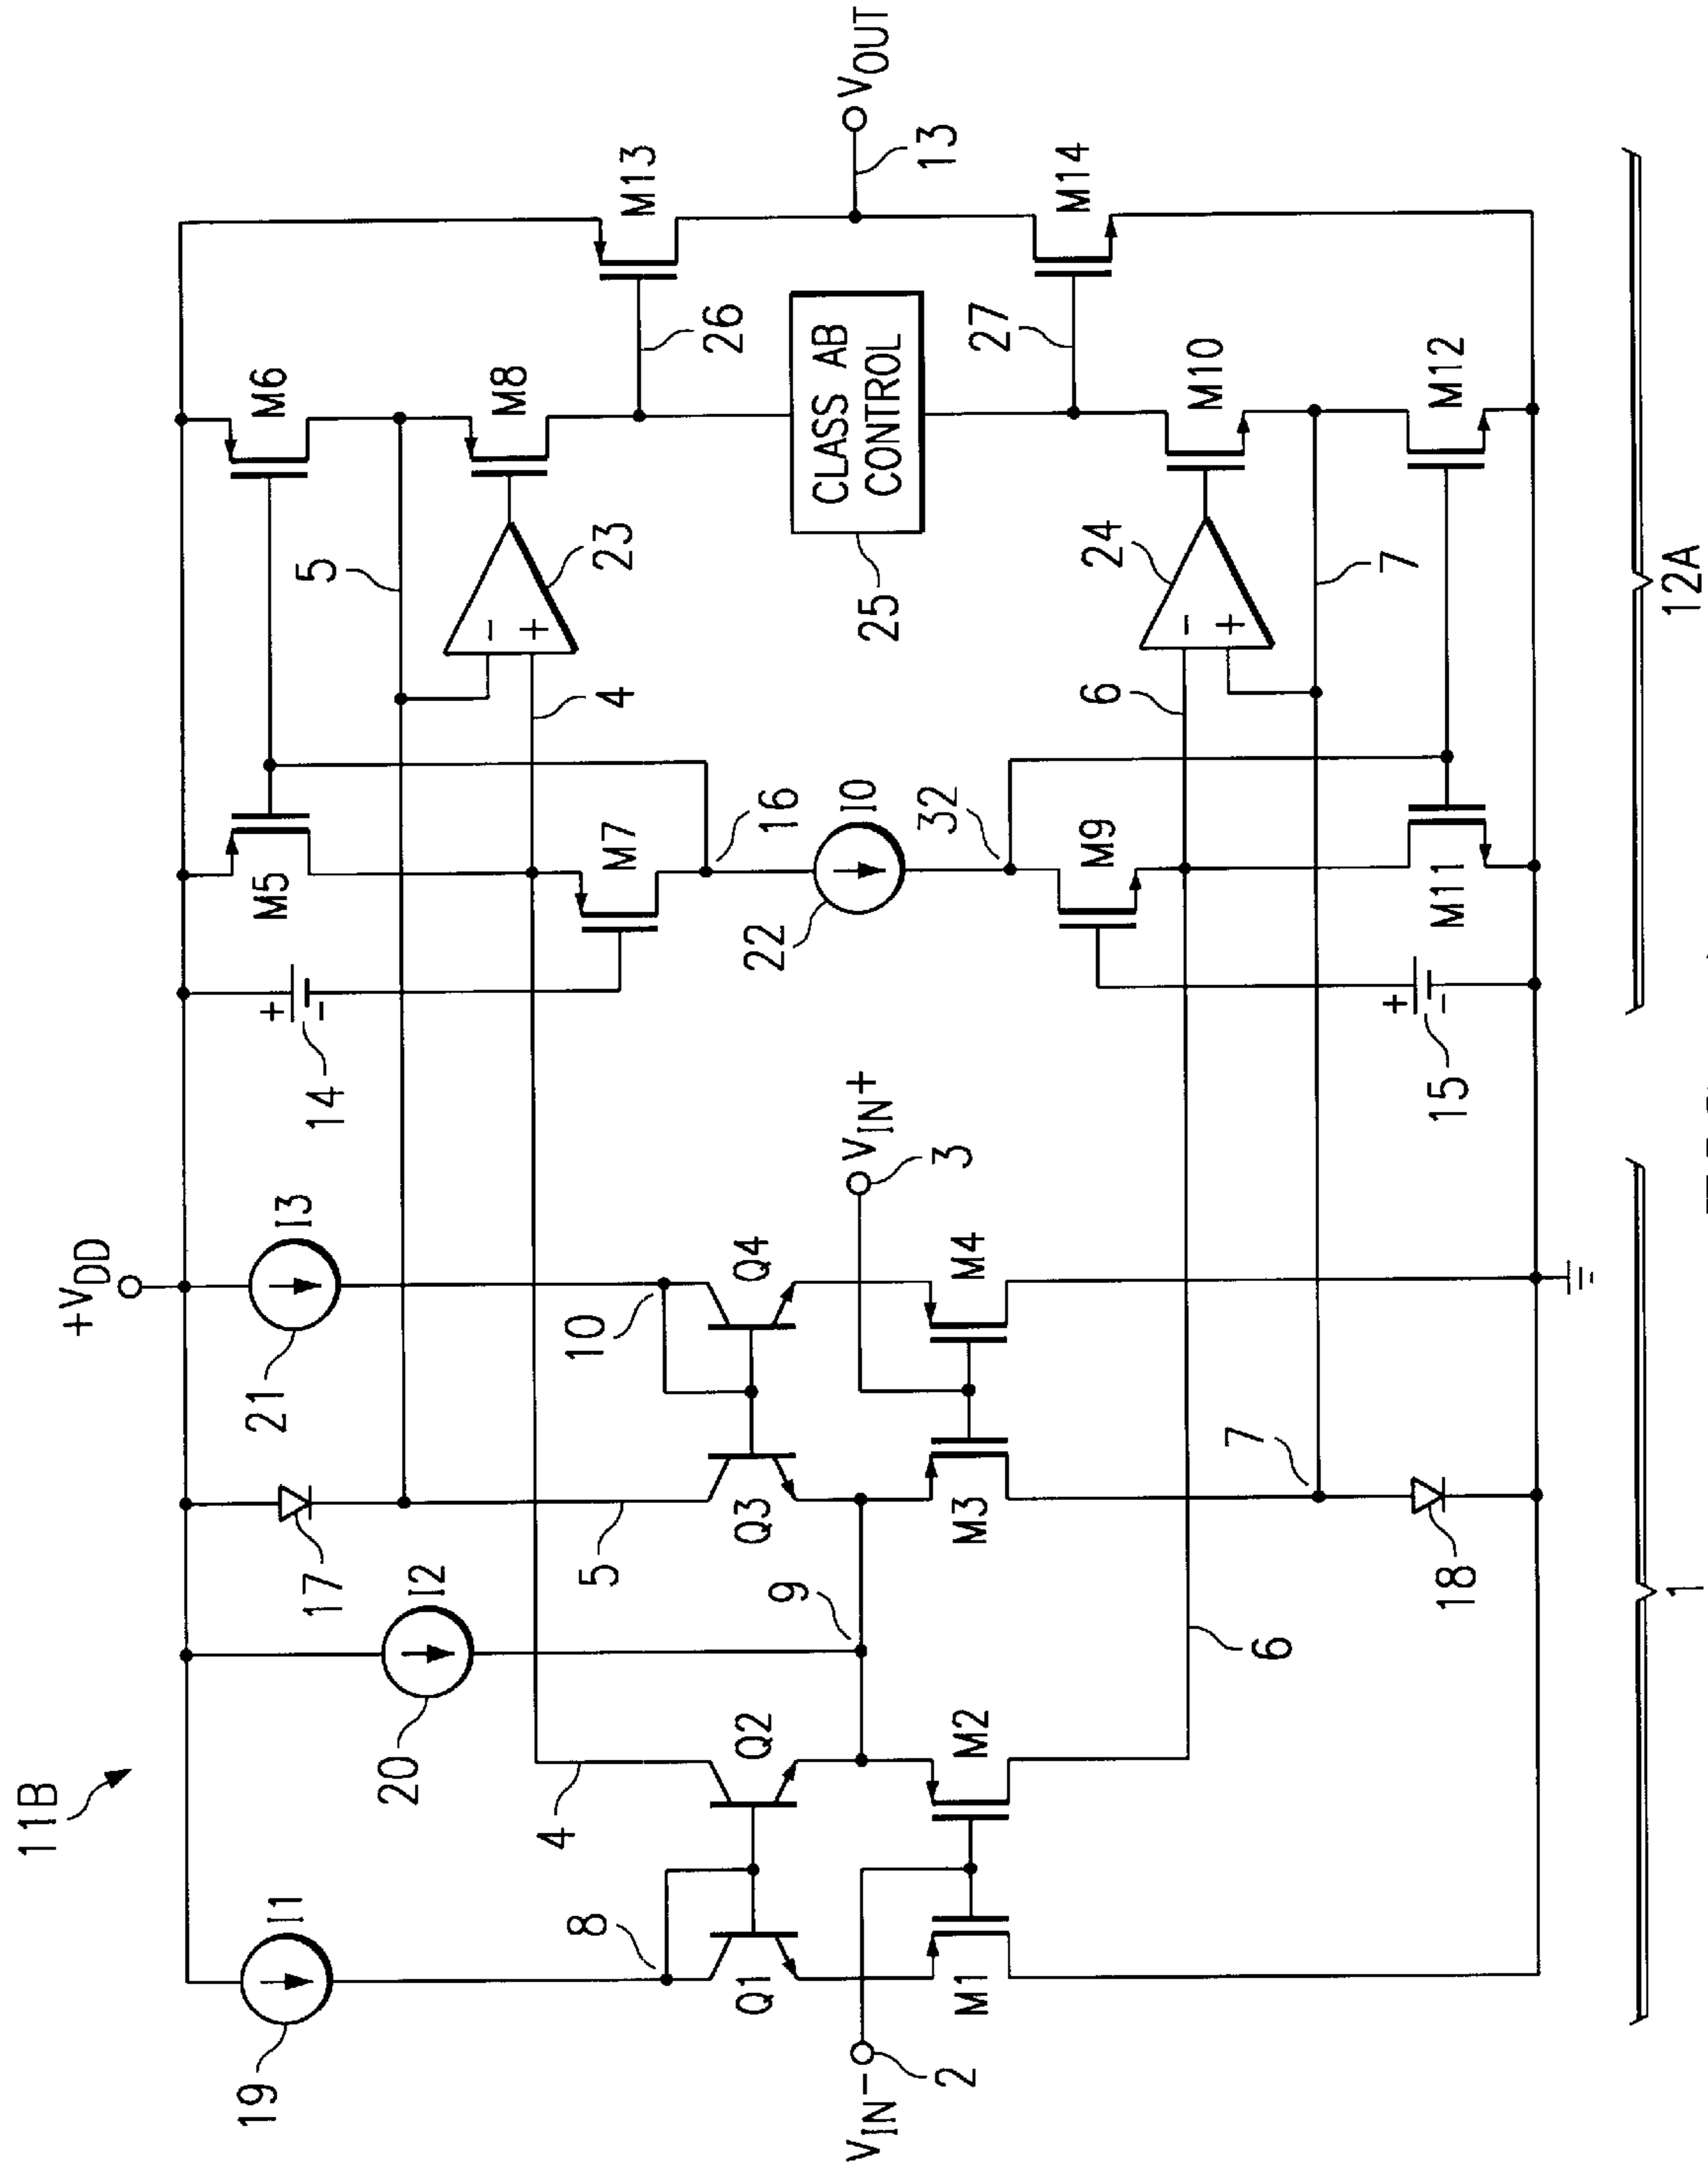 11B
+VDD
19
I1
20
I2
17
21
I3
14
M5
M6
5
5
4
4
M7
16
23
M8
M13
26
8
Q1
Q2
Q3
Q4
10
9
VIN-
2
VIN+
3
22
I0
25
CLASS AB
CONTROL
13
VOUT
32
27
M14
M1
M2
M3
M4
M9
6
6
24
M10
7
7
18
15
M11
M12
+
-
-
+
-
+
+
-
1
12A